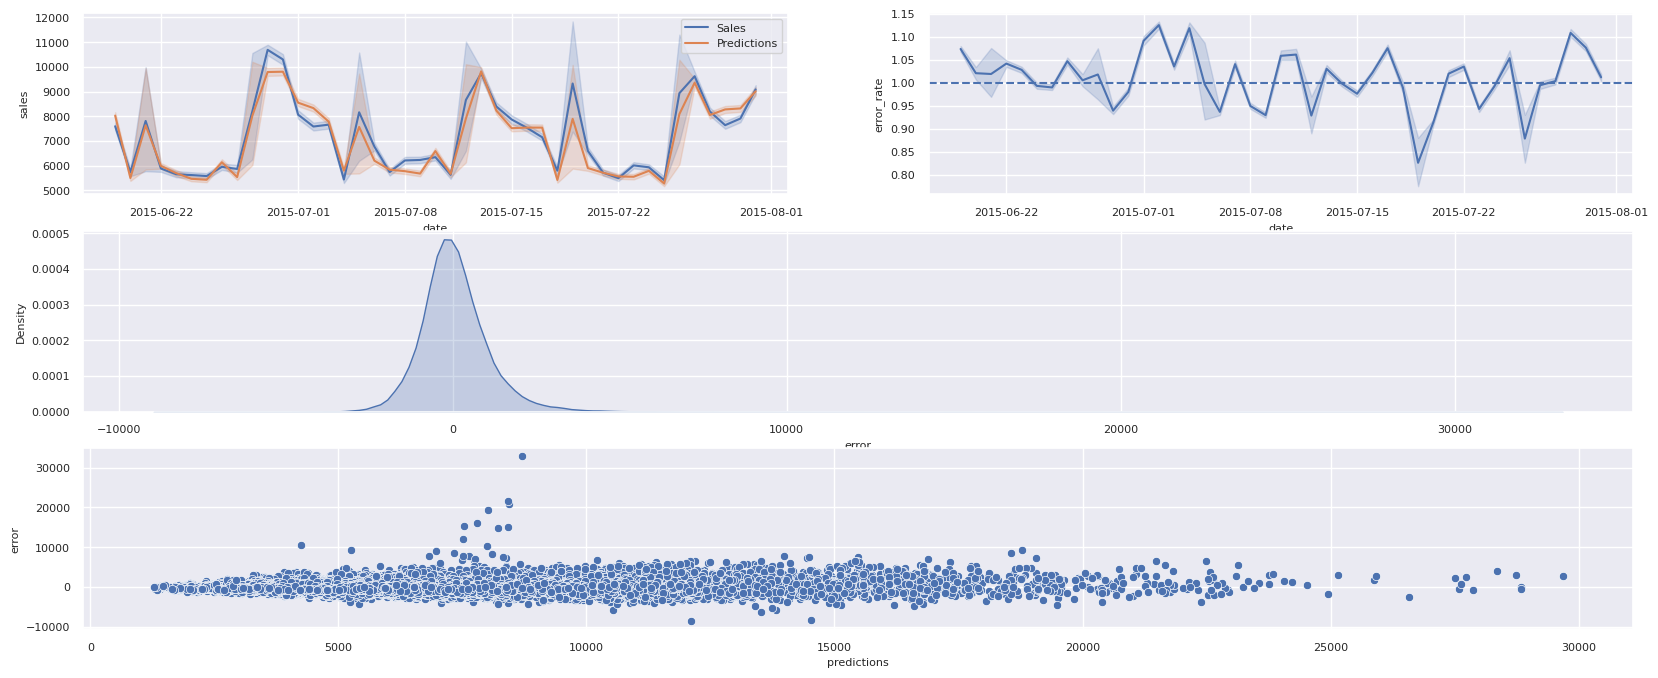 12000
11000
10000
9000
8000
7000
6000
5000
sales
Sales
Predictions
2015-06-22 2015-07-01 2015-07-08 2015-07-15 2015-07-22 2015-08-01
date
1.15
1.10
1.05
1.00
0.95
0.90
0.85
0.80
error_rate
2015-06-22 2015-07-01 2015-07-08 2015-07-15 2015-07-22 2015-08-01
date
0.0005
0.0004
0.0003
0.0002
0.0001
0.0000
Density
−10000 0 10000 20000 30000
error
30000
20000
10000
0
−10000
error
0 5000 10000 15000 20000 25000 30000
predictions